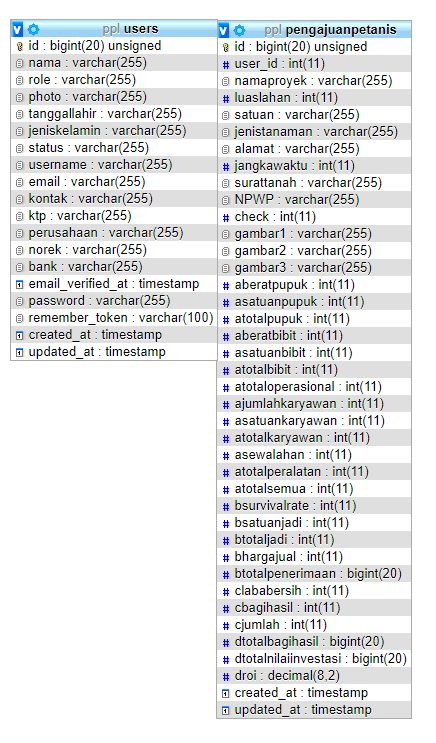 ppl users
id : bigint(20) unsigned
nama : varchar(255)
role : varchar(255)
photo : varchar(255)
tanggallahir : varchar(255)
jeniskelamin : varchar(255)
status : varchar(255)
username : varchar(255)
email : varchar(255)
kontak : varchar(255)
ktp : varchar(255)
perusahaan : varchar(255)
norek : varchar(255)
bank : varchar(255)
email_verified_at : timestamp
password : varchar(255)
remember_token : varchar(100)
created_at : timestamp
updated_at : timestamp
ppl pengajuanpetanis
id : bigint(20) unsigned
user_id : int(11)
namaproyek : varchar(255)
luaslahan : int(11)
satuan : varchar(255)
jenistanaman : varchar(255)
alamat : varchar(255)
jangkawaktu : int(11)
surattanah : varchar(255)
NPWP : varchar(255)
check : int(11)
gambar1 : varchar(255)
gambar2 : varchar(255)
gambar3 : varchar(255)
aberatpupuk : int(11)
asatuanpupuk : int(11)
atotalpupuk : int(11)
aberatbibit : int(11)
asatuanbibit : int(11)
atotalbibit : int(11)
atotaloperasional : int(11)
ajumlahkaryawan : int(11)
asatuankaryawan : int(11)
atotalkaryawan : int(11)
asewalahan : int(11)
atotalperalatan : int(11)
atotalsemua : int(11)
bsurvivalrate : int(11)
bsatuanjadi : int(11)
btotaljadi : int(11)
bhargajual : int(11)
btotalpenerimaan : bigint(20)
clababersih : int(11)
cbagihasil : int(11)
cjumlah : int(11)
dtotalbagihasil : bigint(20)
dtotalnilaiinvestasi : bigint(20)
droi : decimal(8,2)
created_at : timestamp
updated_at : timestamp